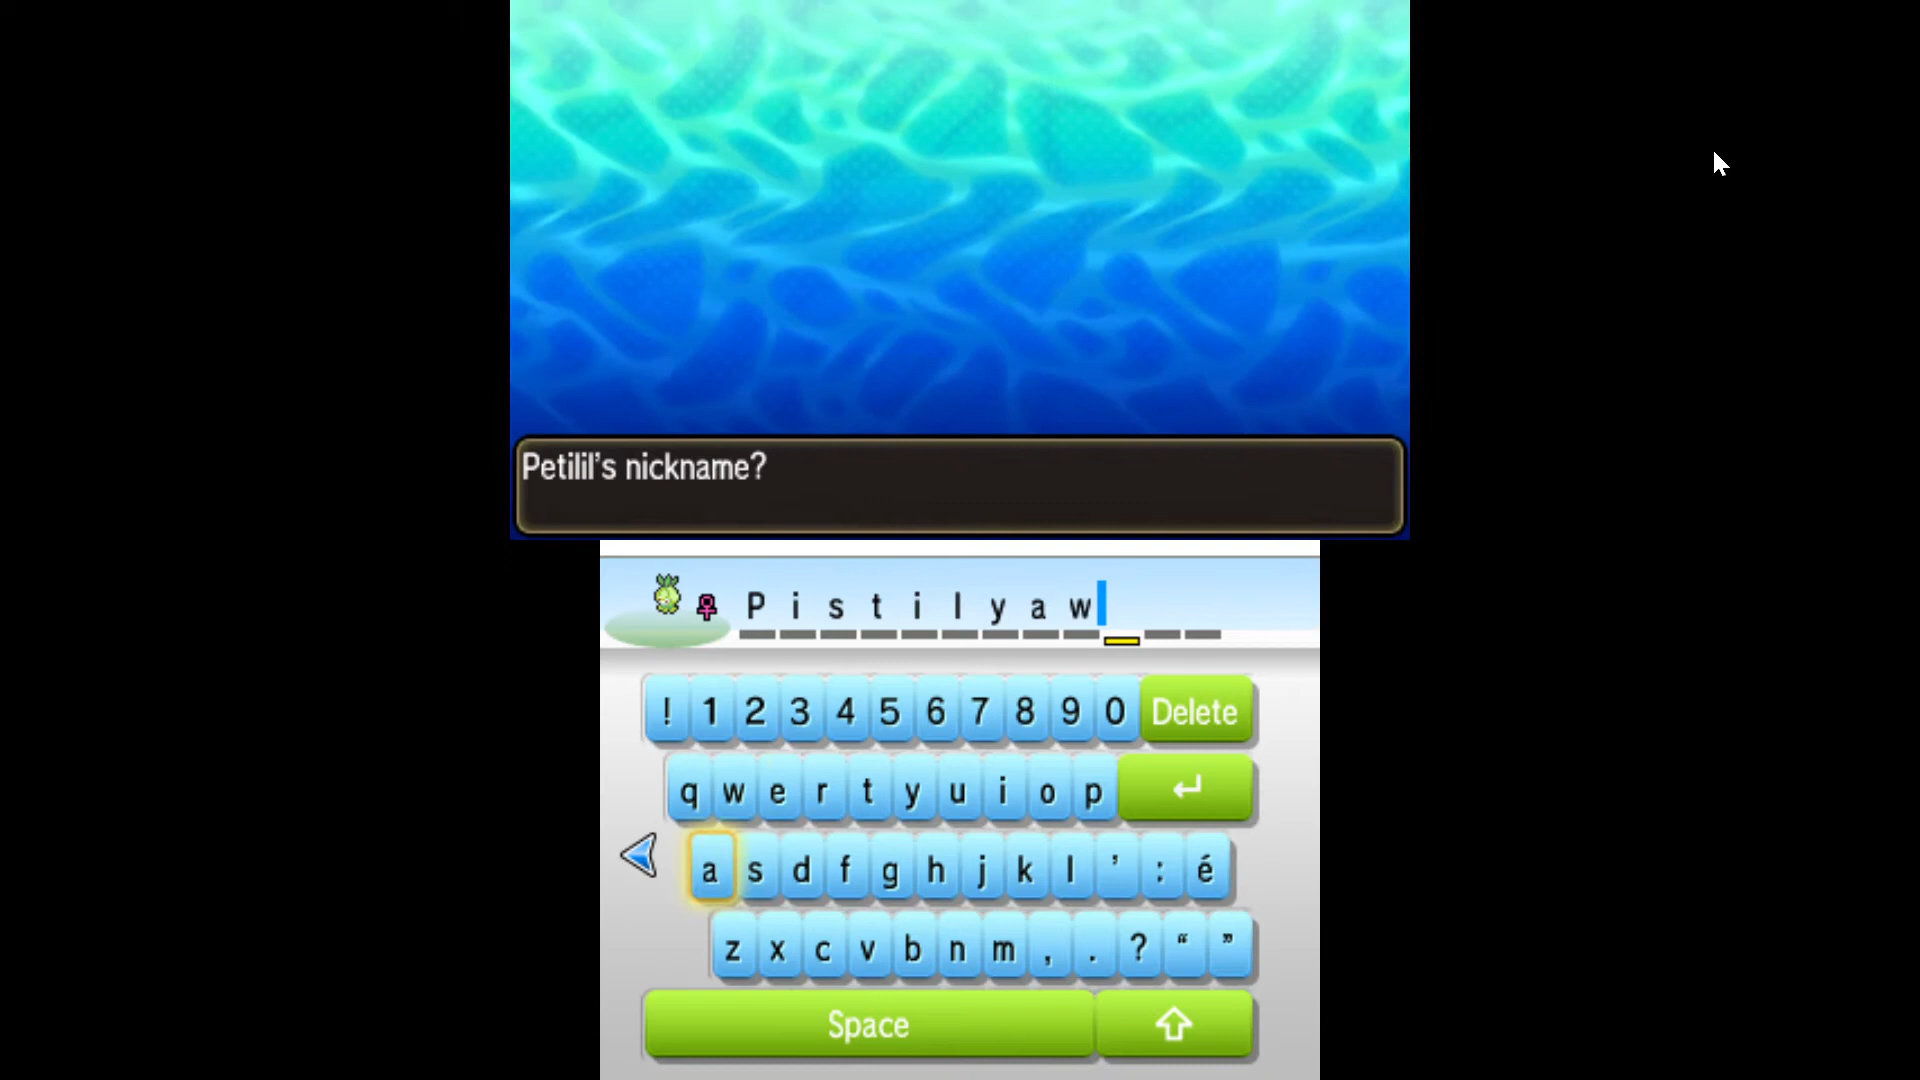 Petilil's nickname?
Pistilyaw
! 1 2 3 4 5 6 7 8 9 0 Delete
q w e r t y u i o p
a s d f g h j k l ’ : é
z x c v b n m , . ? “ ”
Space